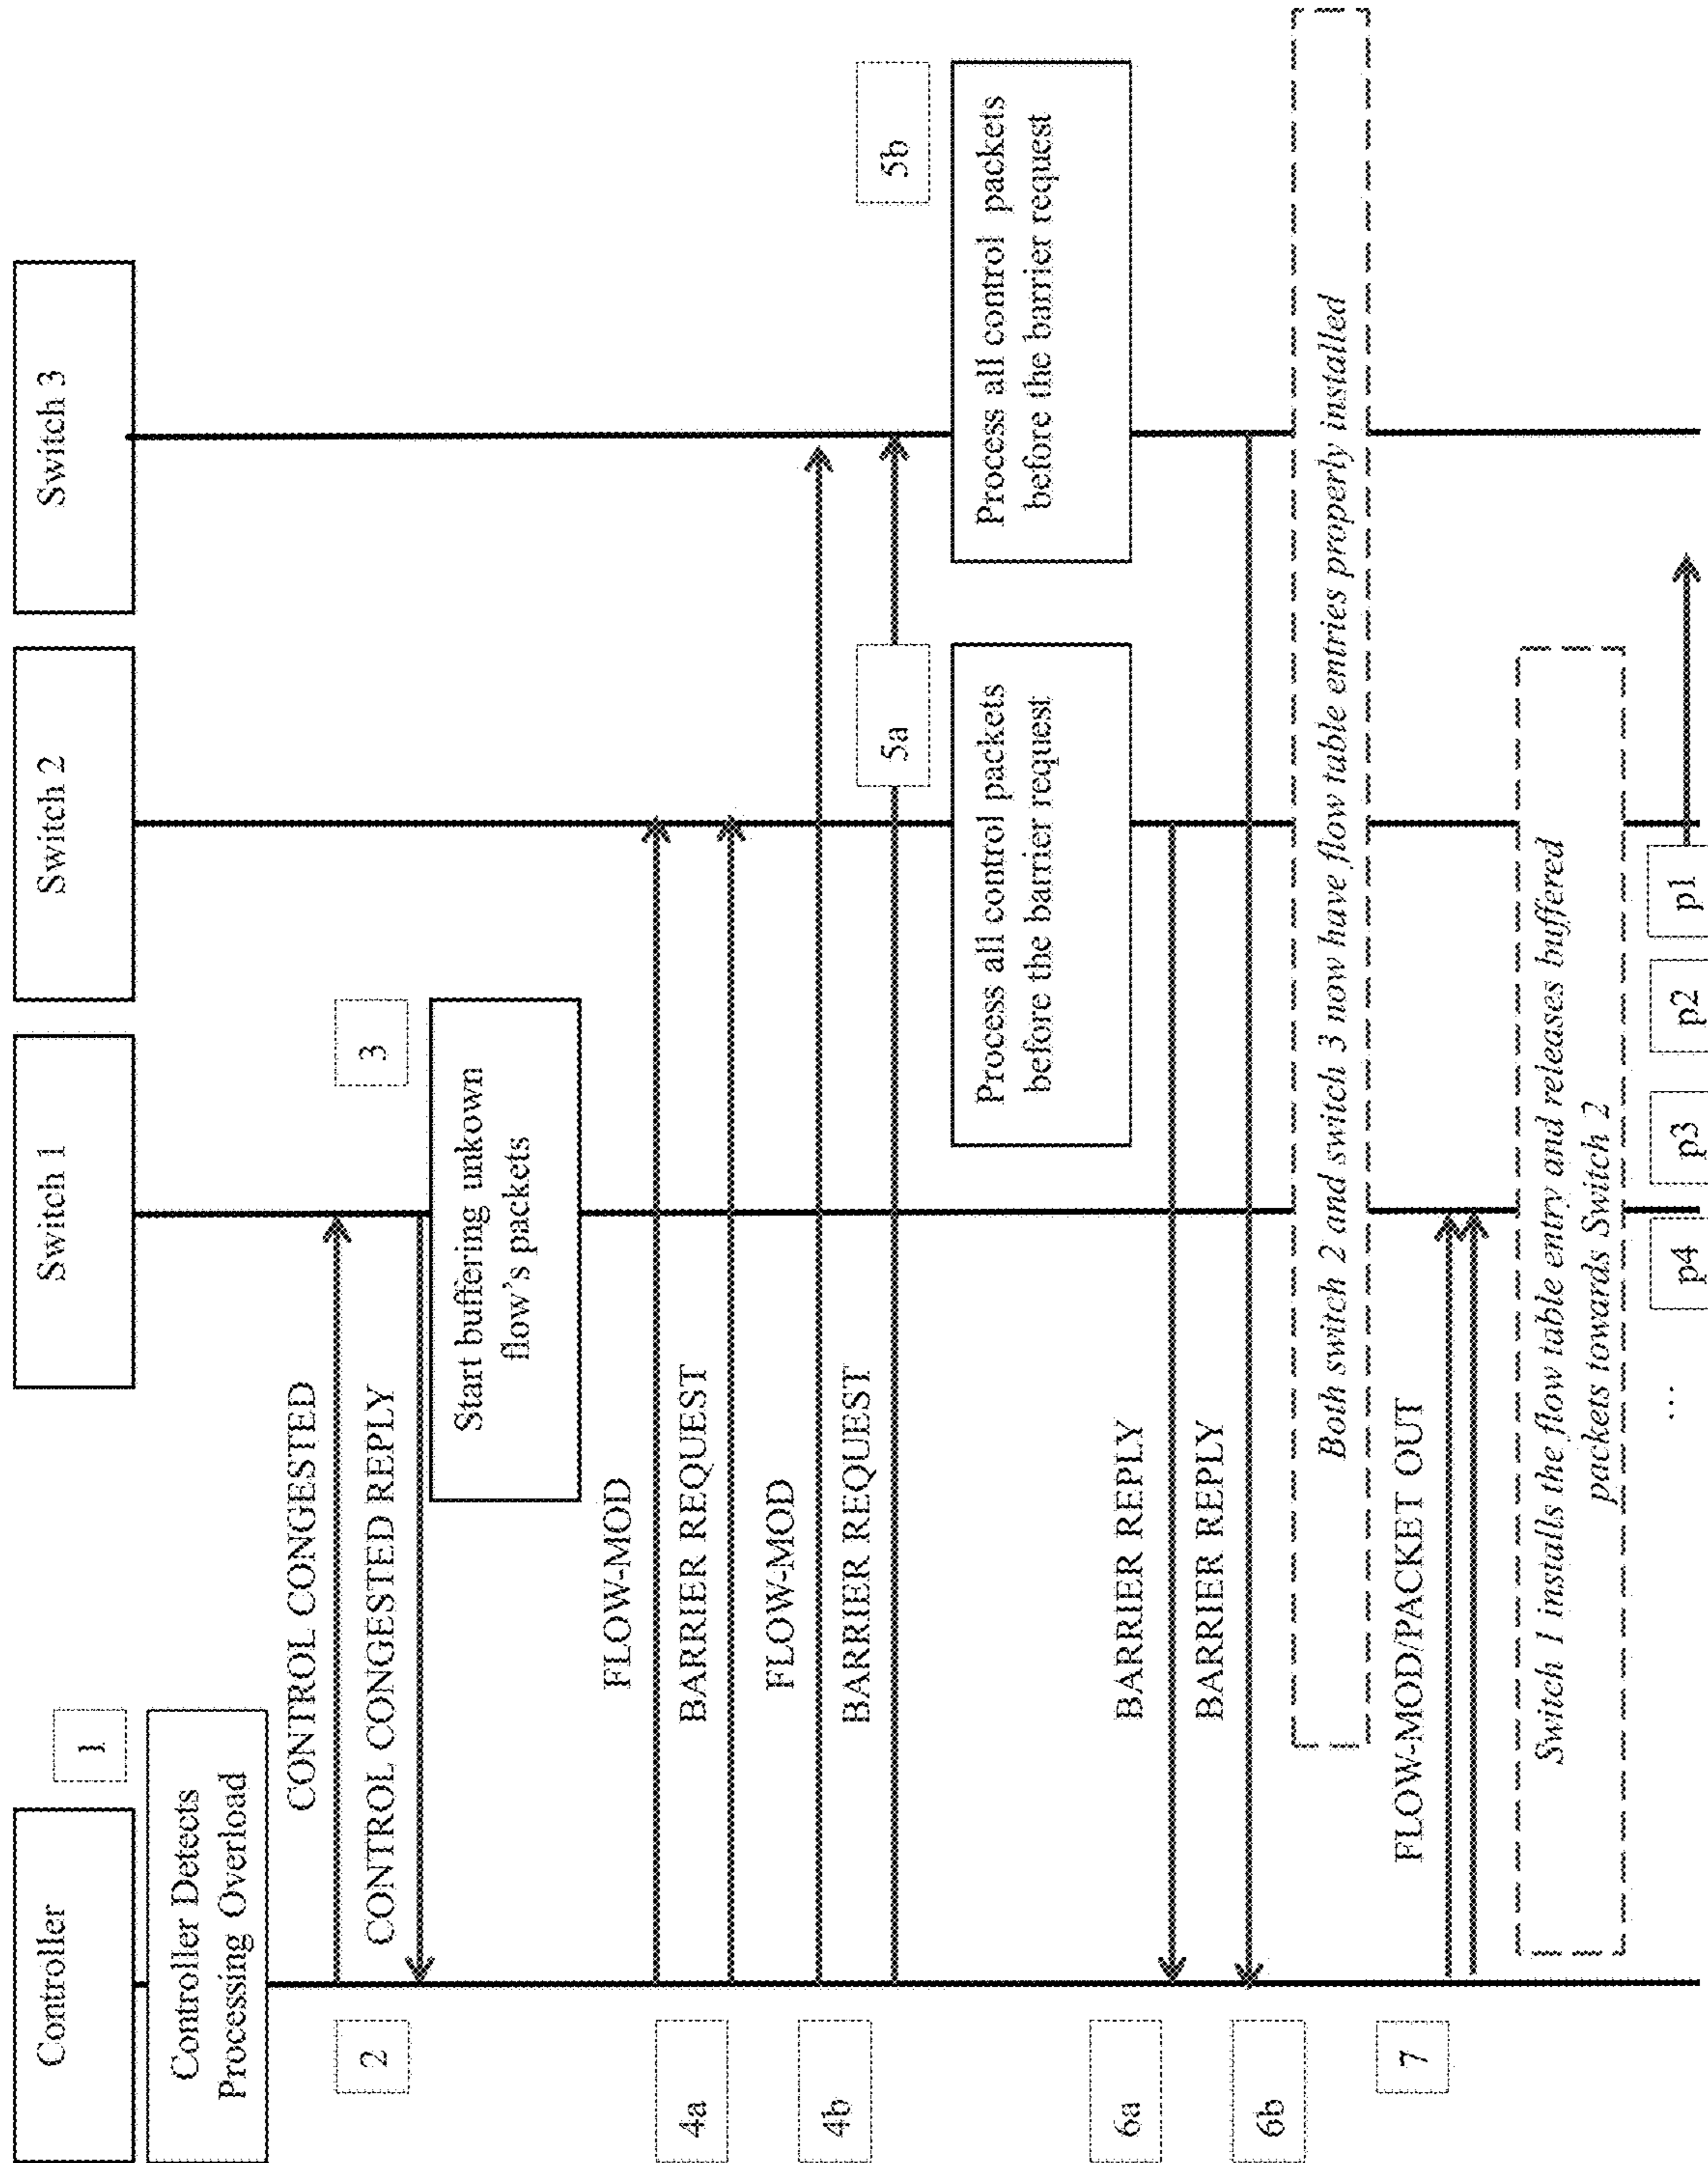 Controller
Switch 1
Switch 2
Switch 3
1
Controller Detects
Processing Overload
2
CONTROL CONGESTED
CONTROL CONGESTED REPLY
3
Start buffering unkown
flow's packets
4a
FLOW-MOD
BARRIER REQUEST
4b
FLOW-MOD
BARRIER REQUEST
5a
Process all control packets
before the barrier request
5b
Process all control packets
before the barrier request
6a
BARRIER REPLY
6b
BARRIER REPLY
Both switch 2 and switch 3 now have flow table entries properly installed
7
FLOW-MOD/PACKET OUT
Switch 1 installs the flow table entry and releases buffered
packets towards Switch 2
... p4 p3 p2 p1